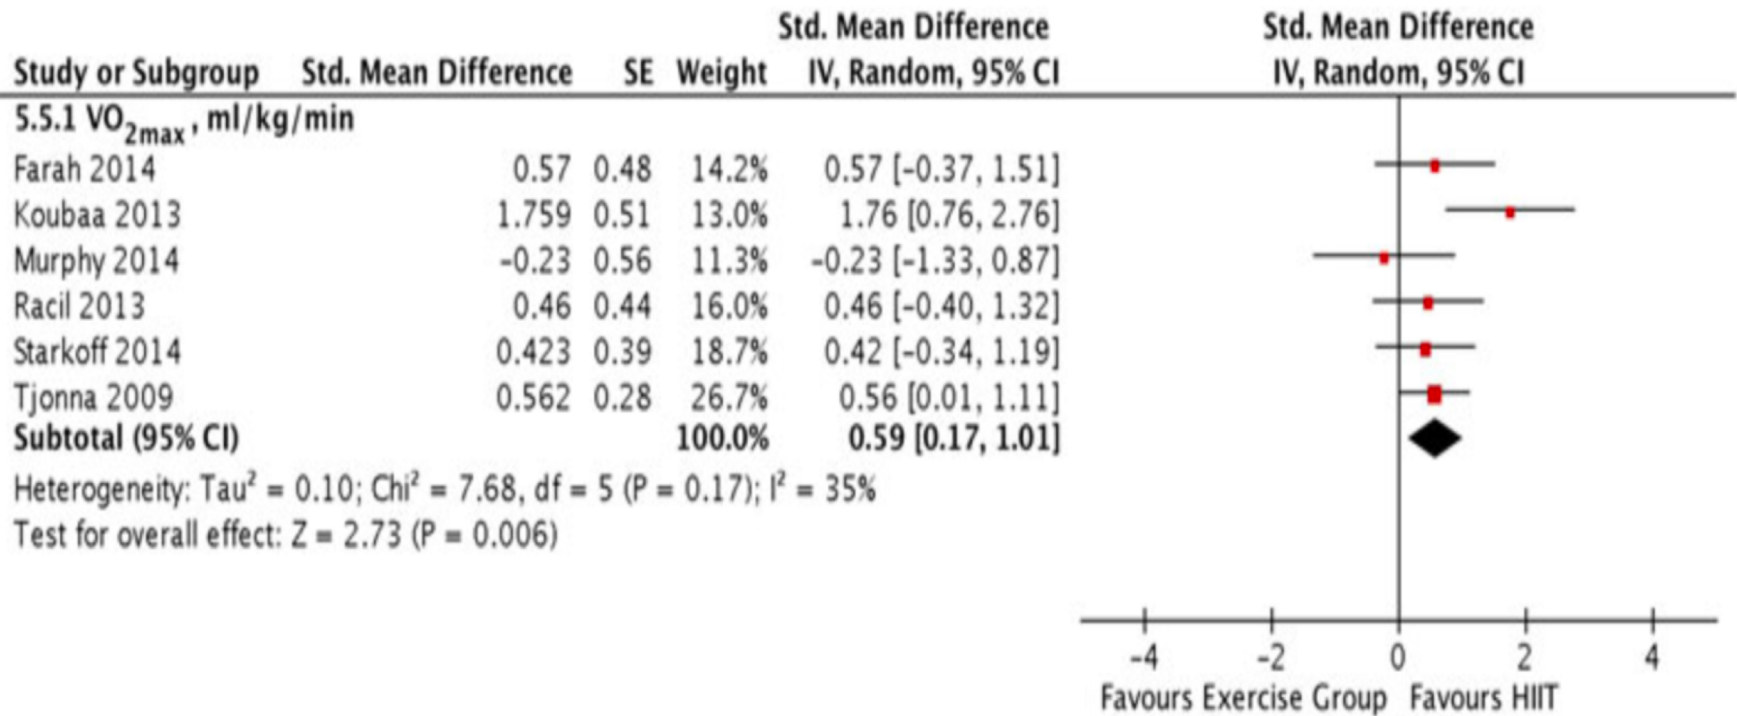 Std. Mean Difference Std. Mean Difference
Study or Subgroup Std. Mean Difference SE Weight IV, Random, 95% CI IV, Random, 95% CI
5.5.1 VO2max, ml/kg/min
Farah 2014 0.57 0.48 14.2% 0.57 [-0.37, 1.51]
Koubaa 2013 1.759 0.51 13.0% 1.76 [0.76, 2.76]
Murphy 2014 -0.23 0.56 11.3% -0.23 [-1.33, 0.87]
Racil 2013 0.46 0.44 16.0% 0.46 [-0.40, 1.32]
Starkoff 2014 0.423 0.39 18.7% 0.42 [-0.34, 1.19]
Tjonna 2009 0.562 0.28 26.7% 0.56 [0.01, 1.11]
Subtotal (95% CI) 100.0% 0.59 [0.17, 1.01]
Heterogeneity: Tau² = 0.10; Chi² = 7.68, df = 5 (P = 0.17); I² = 35%
Test for overall effect: Z = 2.73 (P = 0.006)
-4 -2 0 2 4
Favours Exercise Group Favours HIIT